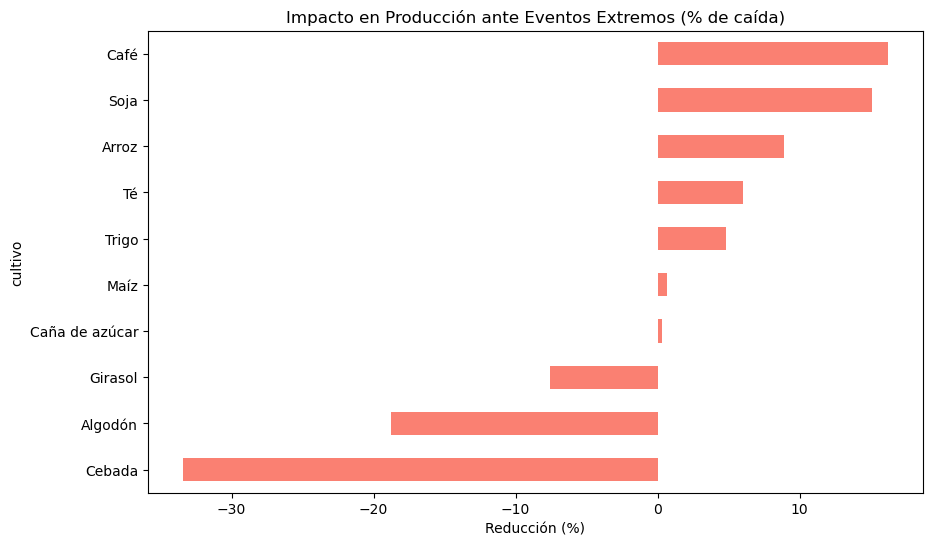 Impacto en Producción ante Eventos Extremos (% de caída)
cultivo
Café
Soja
Arroz
Té
Trigo
Maíz
Caña de azúcar
Girasol
Algodón
Cebada
−30 −20 −10 0 10
Reducción (%)